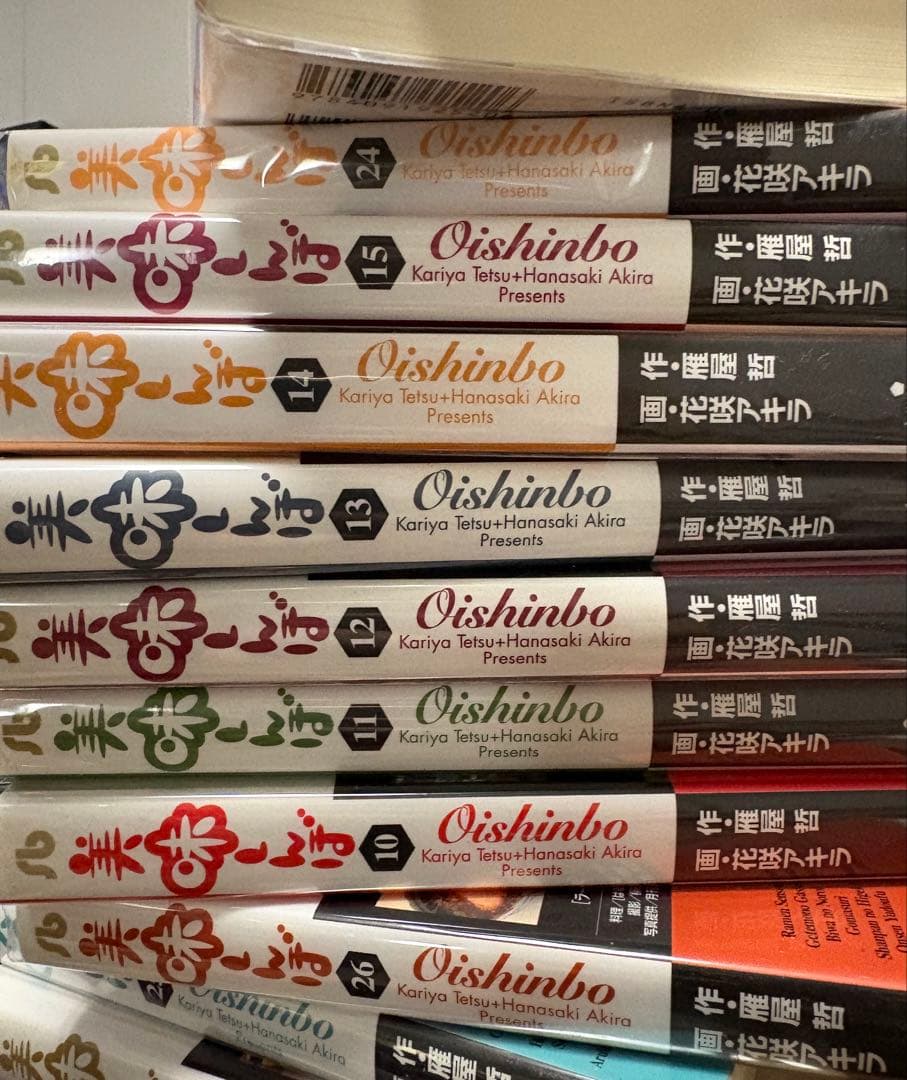 美味しんぼ 24 Oishinbo
Kariya Tetsu+Hanasaki Akira
Presents
作・雁屋 哲
画・花咲アキラ
美味しんぼ 15 Oishinbo
Kariya Tetsu+Hanasaki Akira
Presents
作・雁屋 哲
画・花咲アキラ
味しんぼ 14 Oishinbo
Kariya Tetsu+Hanasaki Akira
Presents
作・雁屋 哲
画・花咲アキラ
美味しんぼ 13 Oishinbo
Kariya Tetsu+Hanasaki Akira
Presents
作・雁屋 哲
画・花咲アキラ
美味しんぼ 12 Oishinbo
Kariya Tetsu+Hanasaki Akira
Presents
作・雁屋 哲
画・花咲アキラ
ル 美味しんぼ 11 Oishinbo
Kariya Tetsu+Hanasaki Akira
Presents
作・雁屋 哲
画・花咲アキラ
ル 美味しんぼ 10 Oishinbo
Kariya Tetsu+Hanasaki Akira
Presents
作・雁屋 哲
画・花咲アキラ
ル 美味しんぼ 26 Oishinbo
Kariya Tetsu+Hanasaki Akira
Presents
作・雁屋 哲
画・花咲アキラ
Oishinbo
Kariya Tetsu+Hanasaki Akira
Presents
作・雁屋